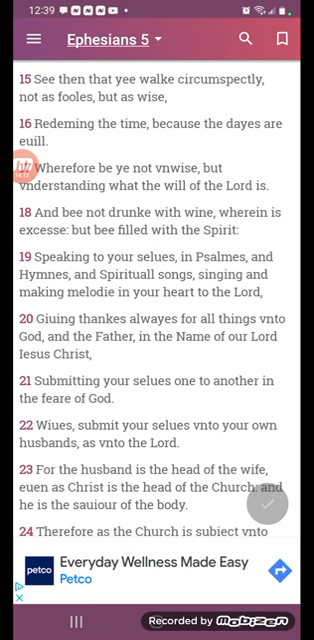 12:39
Ephesians 5
15 See then that yee walke circumspectly,
not as fooles, but as wise,
16 Redeming the time, because the dayes are
euill.
17 Wherefore be ye not vnwise, but
vnderstanding what the will of the Lord is.
18 And bee not drunke with wine, wherein is
excesse: but bee filled with the Spirit:
19 Speaking to your selues, in Psalmes, and
Hymnes, and Spirituall songs, singing and
making melodie in your heart to the Lord,
20 Giuing thankes alwayes for all things vnto
God, and the Father, in the Name of our Lord
Iesus Christ,
21 Submitting your selues one to another in
the feare of God.
22 Wiues, submit your selues vnto your own
husbands, as vnto the Lord.
23 For the husband is the head of the wife,
euen as Christ is the head of the Church: and
he is the sauiour of the body.
24 Therefore as the Church is subiect vnto
petco
Everyday Wellness Made Easy
Petco
Recorded by Mobizen